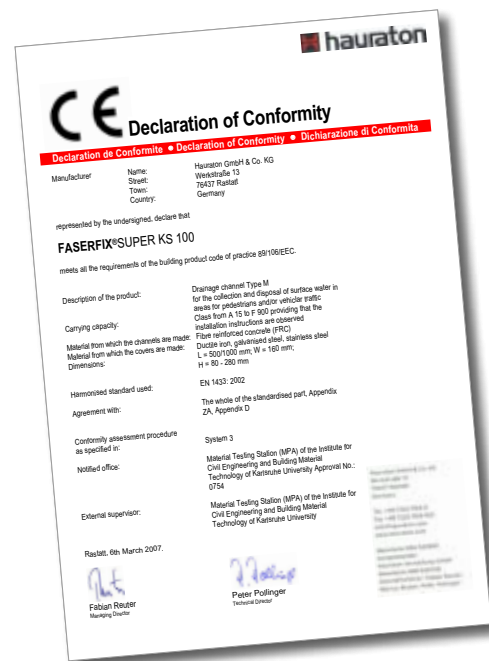 hauraton
CE Declaration of Conformity
Declaration de Conformite • Declaration of Conformity • Dichiarazione di Conformita
Manufacturer Name: Hauraton GmbH & Co. KG
Street: Werkstraße 13
Town: 76437 Rastatt
Country: Germany
represented by the undersigned, declare that
FASERFIX®SUPER KS 100
meets all the requirements of the building product code of practice 89/106/EEC.
Description of the product: Drainage channel Type M
for the collection and disposal of surface water in
areas for pedestrians and/or vehiclar traffic
Carrying capacity: Class from A 15 to F 900 providing that the
installation instructions are observed
Material from which the channels are made: Fibre reinforced concrete (FRC)
Material from which the covers are made: Ductile iron, galvanised steel, stainless steel
Dimensions: L = 500/1000 mm; W = 160 mm;
H = 80 - 280 mm
Harmonised standard used: EN 1433: 2002
Agreement with: The whole of the standardised part, Appendix
ZA, Appendix D
Conformity assessment procedure
as specified in: System 3
Notified office: Material Testing Station (MPA) of the Institute for
Civil Engineering and Building Material
Technology of Karlsruhe University Approval No.:
0754
External supervisor: Material Testing Station (MPA) of the Institute for
Civil Engineering and Building Material
Technology of Karlsruhe University
Rastatt, 6th March 2007.
Fabian Reuter
Managing Director
Peter Pollinger
Technical Director